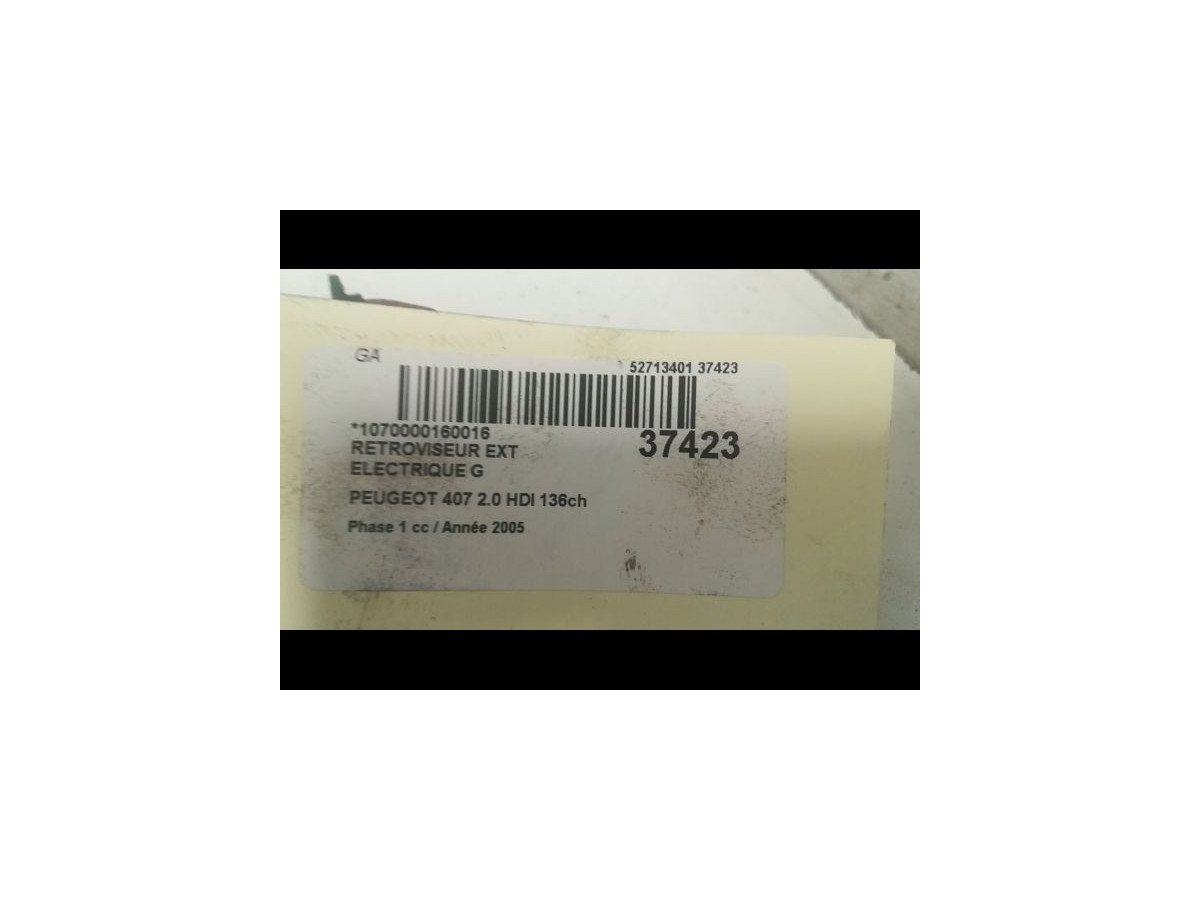 GA
52713401 37423
*1070000160016
37423
RETROVISEUR EXT
ELECTRIQUE G
PEUGEOT 407 2.0 HDI 136ch
Phase 1 cc / Année 2005